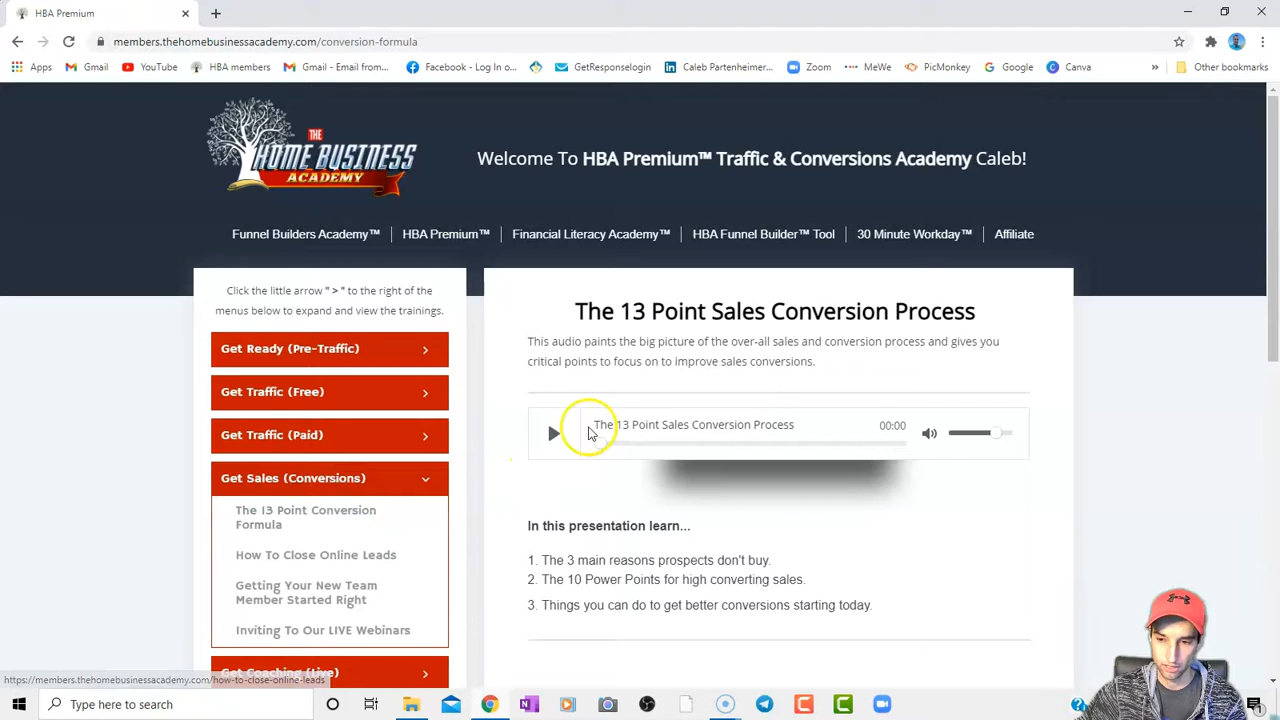 HBA Premium
members.thehomebusinessacademy.com/conversion-formula
Apps
Gmail
YouTube
HBA members
Gmail - Email from...
Facebook - Log In o...
GetResponselogin
Caleb Partenheimer...
Zoom
MeWe
PicMonkey
Google
Canva
»
Other bookmarks
THE
HOME BUSINESS
ACADEMY
Welcome To HBA Premium™ Traffic & Conversions Academy Caleb!
Funnel Builders Academy™
HBA Premium™
Financial Literacy Academy™
HBA Funnel Builder™ Tool
30 Minute Workday™
Affiliate
Click the little arrow " > " to the right of the
menus below to expand and view the trainings.
Get Ready (Pre-Traffic)
Get Traffic (Free)
Get Traffic (Paid)
Get Sales (Conversions)
The 13 Point Conversion
Formula
How To Close Online Leads
Getting Your New Team
Member Started Right
Inviting To Our LIVE Webinars
Get Coaching (Live)
The 13 Point Sales Conversion Process
This audio paints the big picture of the over-all sales and conversion process and gives you
critical points to focus on to improve sales conversions.
The 13 Point Sales Conversion Process
00:00
In this presentation learn...
1. The 3 main reasons prospects don't buy.
2. The 10 Power Points for high converting sales.
3. Things you can do to get better conversions starting today.
https://members.thehomebusinessacademy.com/how-to-close-online-leads
Type here to search